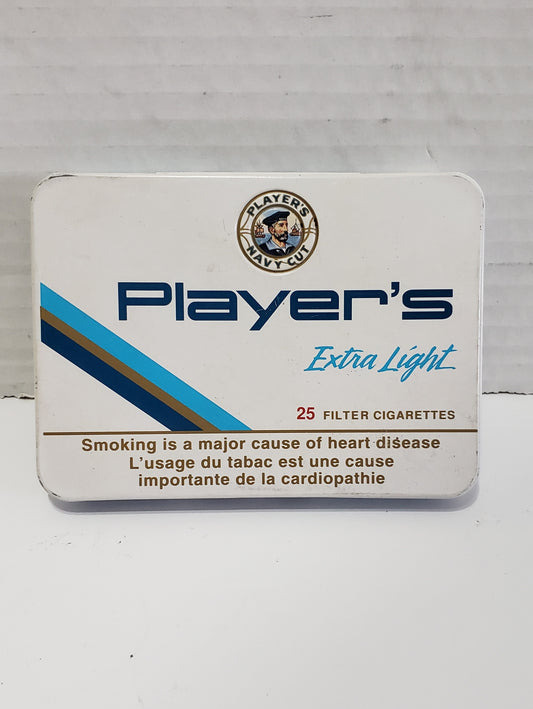 PLAYER'S
NAVY CUT
Player's
Extra Light
25 FILTER CIGARETTES
Smoking is a major cause of heart disease
L'usage du tabac est une cause
importante de la cardiopathie